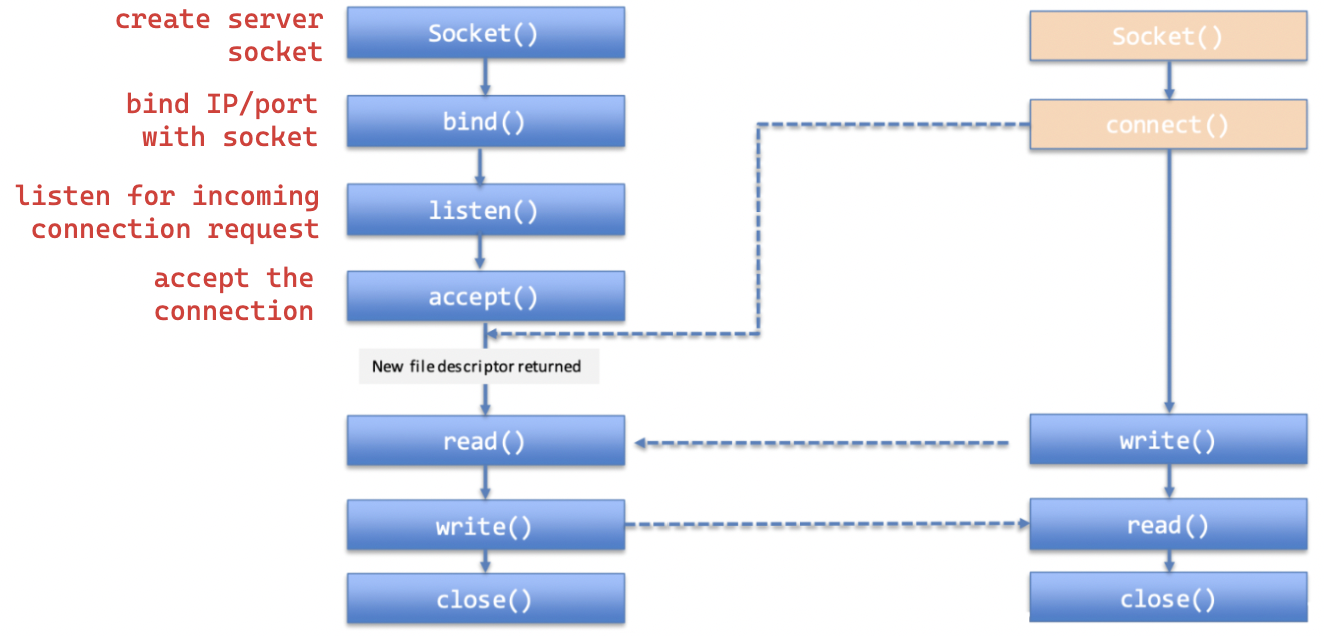 create server
socket
Socket()
bind IP/port
with socket
bind()
listen for incoming
connection request
listen()
accept the
connection
accept()
New file descriptor returned
read()
write()
close()
Socket()
connect()
write()
read()
close()